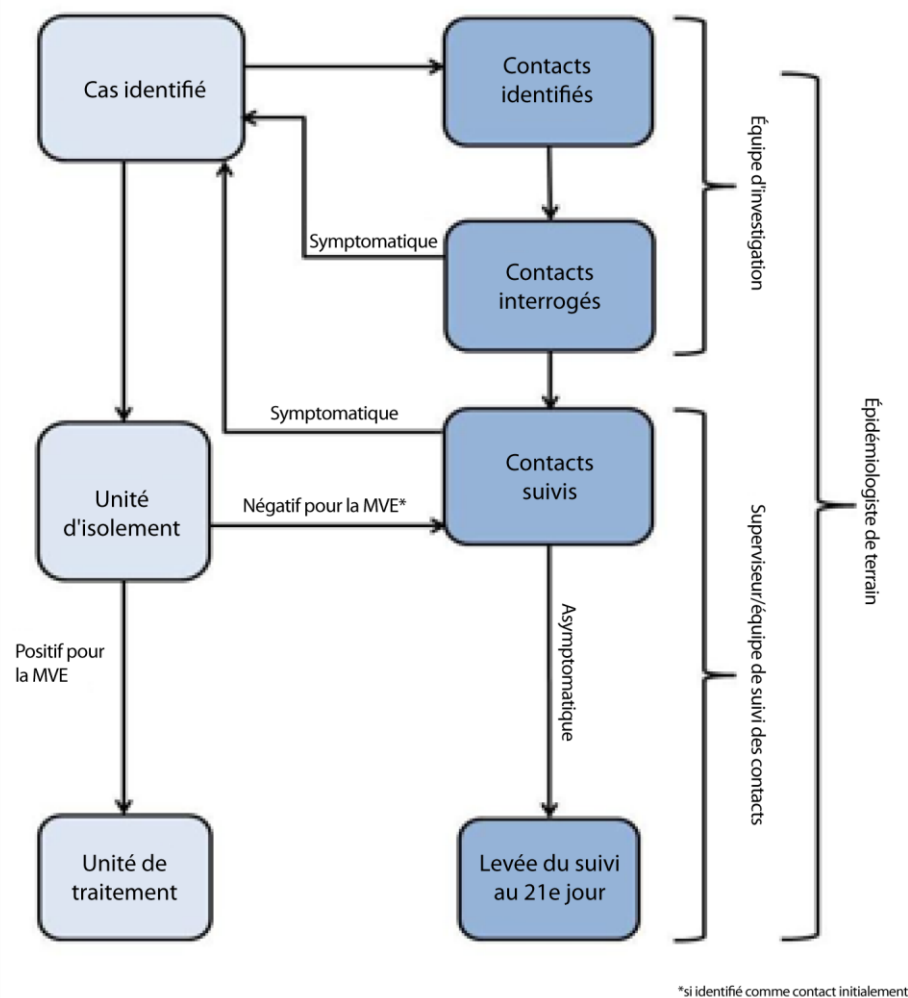 Cas identifié
Contacts
identifiés
Symptomatique
Contacts
interrogés
Équipe d'investigation
Symptomatique
Contacts
suivis
Unité
d'isolement
Négatif pour la MVE*
Épidémiologiste de terrain
Positif pour
la MVE
Asymptomatique
Superviseur/équipe de suivi des contacts
Unité de
traitement
Levée du suivi
au 21e jour
*si identifié comme contact initialement